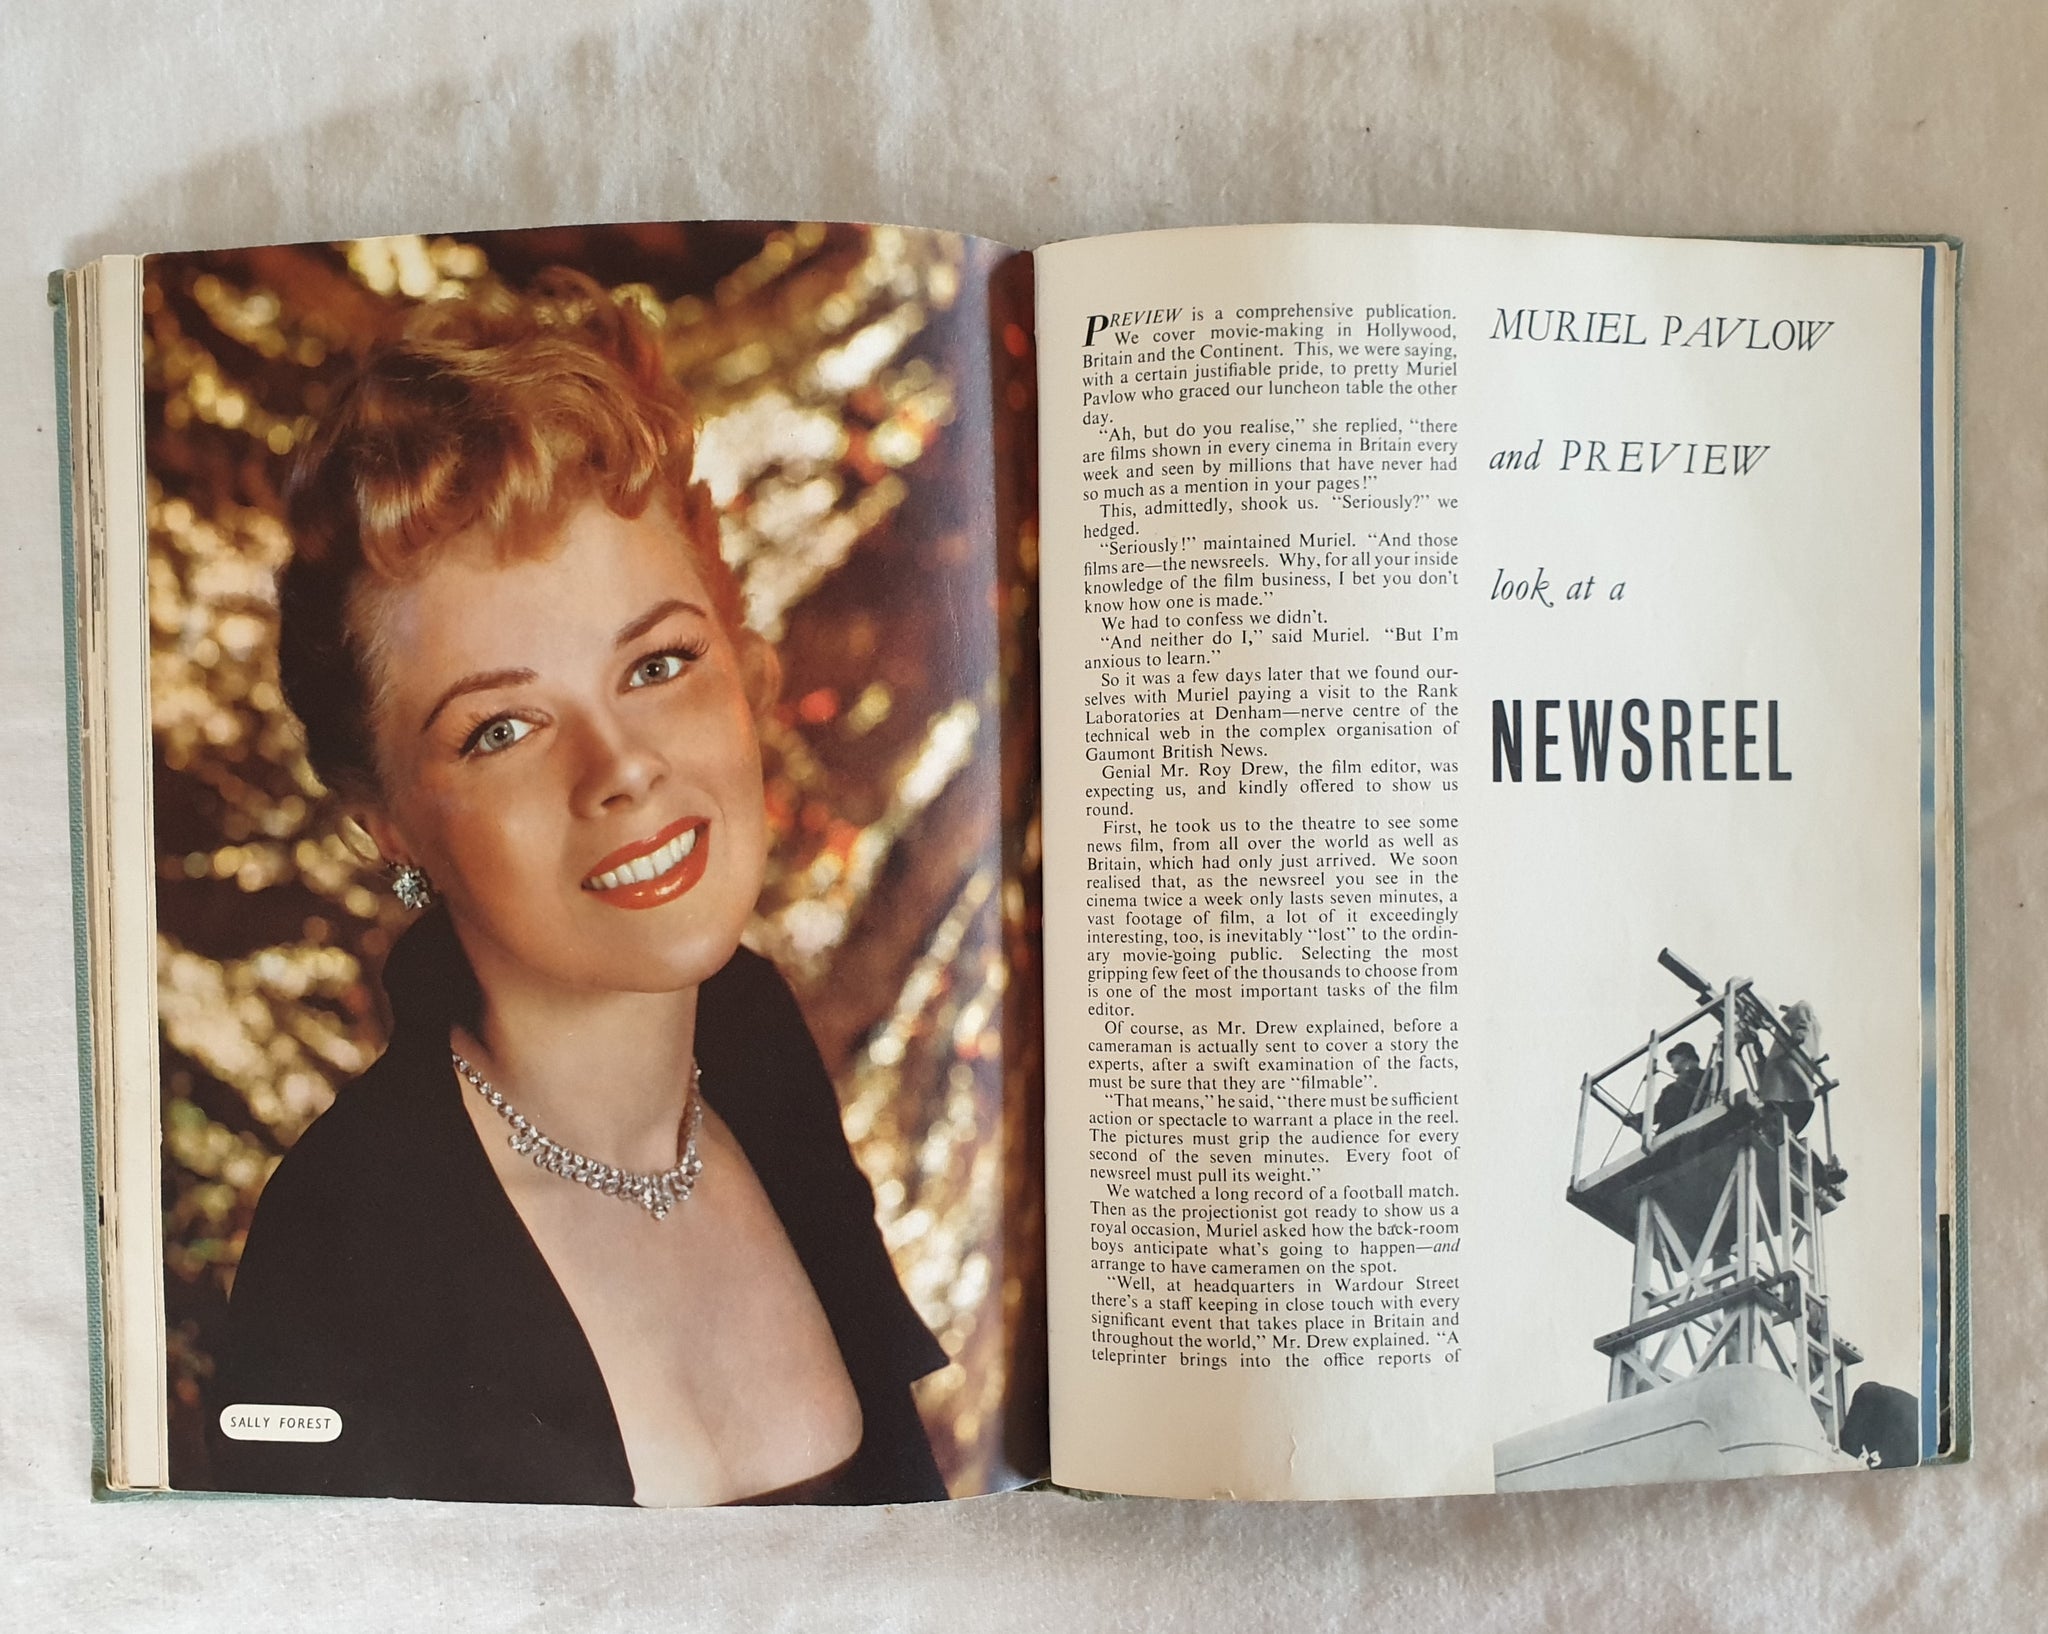 SALLY FOREST
PREVIEW is a comprehensive publication.
We cover movie-making in Hollywood,
Britain and the Continent. This, we were saying,
with a certain justifiable pride, to pretty Muriel
Pavlow who graced our luncheon table the other
day.
“Ah, but do you realise,” she replied, “there
are films shown in every cinema in Britain every
week and seen by millions that have never had
so much as a mention in your pages!”
This, admittedly, shook us. “Seriously?” we
hedged.
“Seriously!” maintained Muriel. “And those
films are—the newsreels. Why, for all your inside
knowledge of the film business, I bet you don’t
know how one is made.”
We had to confess we didn’t.
“And neither do I,” said Muriel. “But I’m
anxious to learn.”
So it was a few days later that we found our-
selves with Muriel paying a visit to the Rank
Laboratories at Denham—nerve centre of the
technical web in the complex organisation of
Gaumont British News.
Genial Mr. Roy Drew, the film editor, was
expecting us, and kindly offered to show us
round.
First, he took us to the theatre to see some
news film, from all over the world as well as
Britain, which had only just arrived. We soon
realised that, as the newsreel you see in the
cinema twice a week only lasts seven minutes, a
vast footage of film, a lot of it exceedingly
interesting, too, is inevitably “lost” to the ordin-
ary movie-going public. Selecting the most
gripping few feet of the thousands to choose from
is one of the most important tasks of the film
editor.
Of course, as Mr. Drew explained, before a
cameraman is actually sent to cover a story the
experts, after a swift examination of the facts,
must be sure that they are “filmable”.
“That means,” he said, “there must be sufficient
action or spectacle to warrant a place in the reel.
The pictures must grip the audience for every
second of the seven minutes. Every foot of
newsreel must pull its weight.”
We watched a long record of a football match.
Then as the projectionist got ready to show us a
royal occasion, Muriel asked how the back-room
boys anticipate what’s going to happen—and
arrange to have cameramen on the spot.
“Well, at headquarters in Wardour Street
there’s a staff keeping in close touch with every
significant event that takes place in Britain and
throughout the world,” Mr. Drew explained. “A
teleprinter brings into the office reports of
MURIEL PAVLOW
and PREVIEW
look at a
NEWSREEL